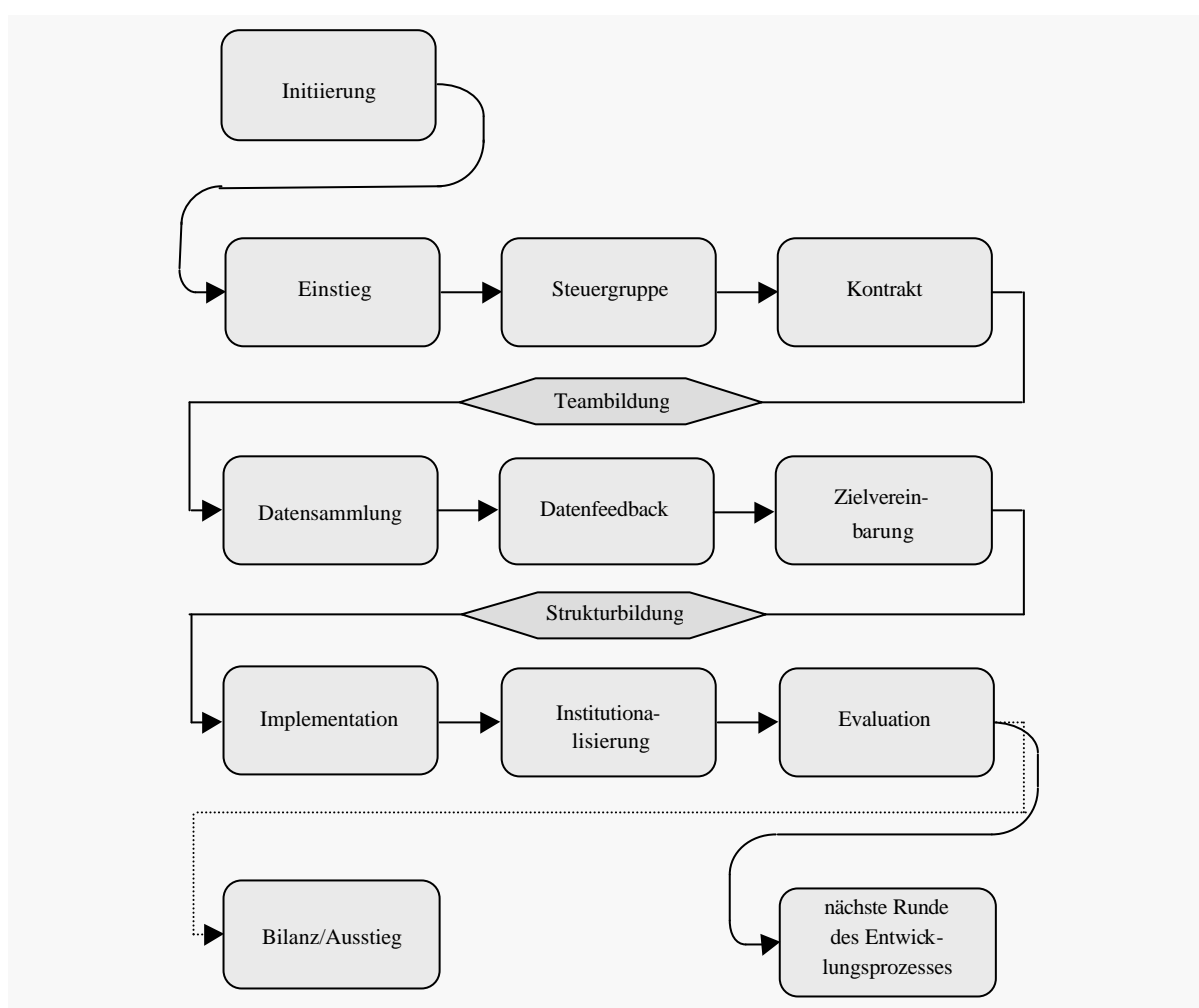 Initiierung
Einstieg
Steuergruppe
Kontrakt
Teambildung
Datensammlung
Datenfeedback
Zielverein-
barung
Strukturbildung
Implementation
Institutiona-
lisierung
Evaluation
Bilanz/Ausstieg
nächste Runde
des Entwick-
lungsprozesses